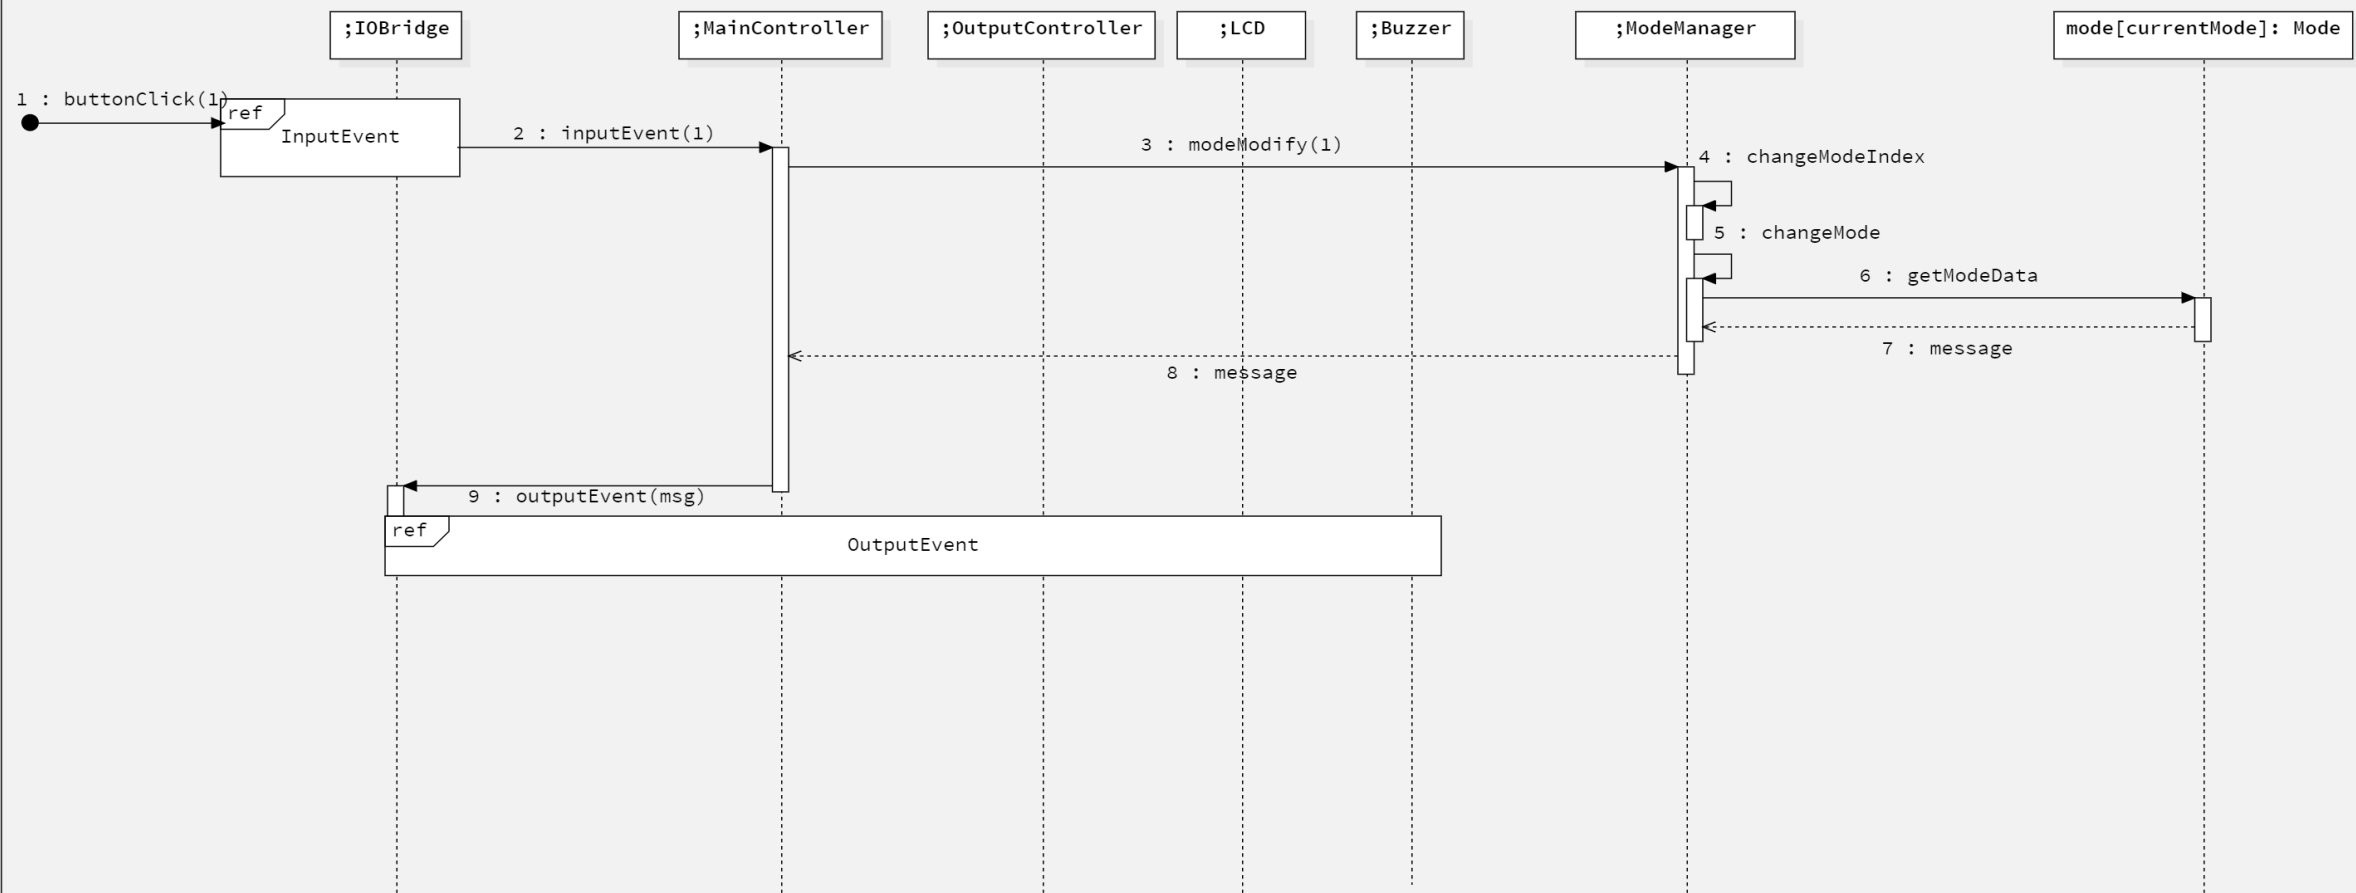 ;IOBridge
;MainController
;OutputController
;LCD
;Buzzer
;ModeManager
mode[currentMode]: Mode
1 : buttonClick(1)
ref
InputEvent
2 : inputEvent(1)
3 : modeModify(1)
4 : changeModeIndex
5 : changeMode
6 : getModeData
7 : message
8 : message
9 : outputEvent(msg)
ref
OutputEvent